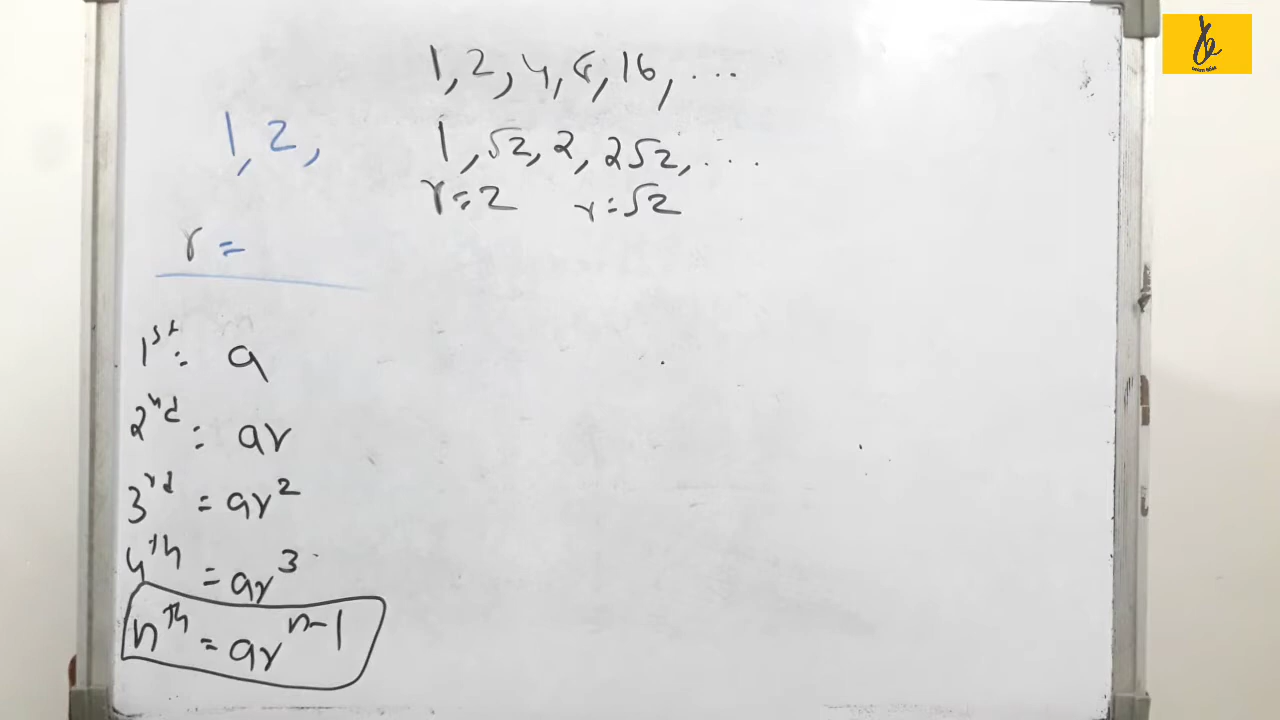 1, 2, 4, 8, 16, ...
1, √2, 2, 2√2, ...
r = 2 r = √2
1, 2,
r =
1st = a
2nd = ar
3rd = ar²
4th = ar³
nth = arⁿ⁻¹